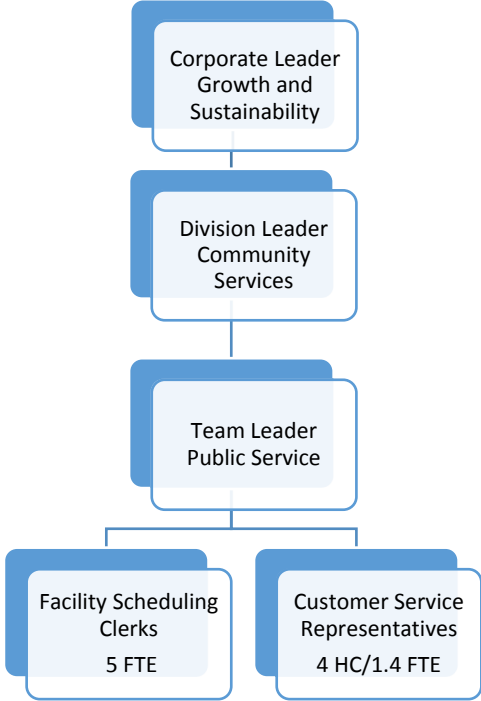 Corporate Leader
Growth and
Sustainability
Division Leader
Community
Services
Team Leader
Public Service
Facility Scheduling
Clerks
5 FTE
Customer Service
Representatives
4 HC/1.4 FTE